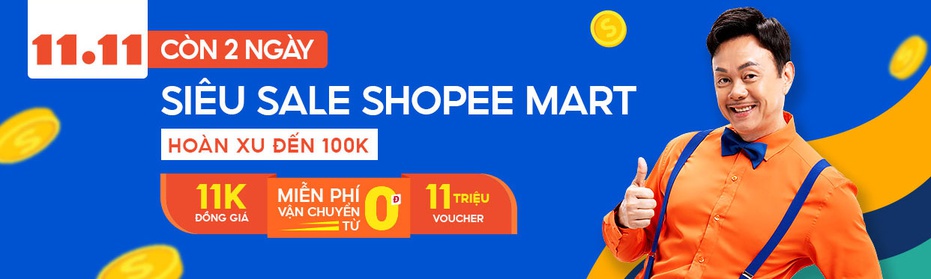 11.11
CÒN 2 NGÀY
SIÊU SALE SHOPEE MART
HOÀN XU ĐẾN 100K
11K
ĐỒNG GIÁ
MIỄN PHÍ
VẬN CHUYỂN
TỪ
0Đ
11 TRIỆU
VOUCHER